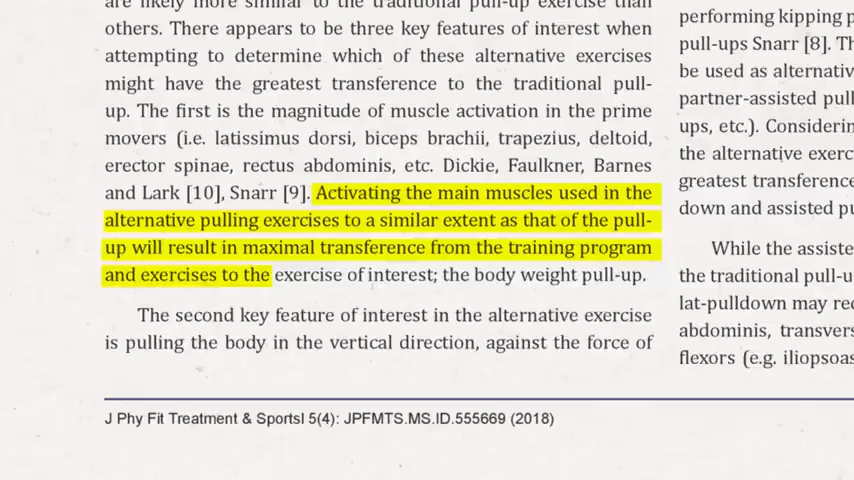 are likely more similar to the traditional pull-up exercise than
others. There appears to be three key features of interest when
attempting to determine which of these alternative exercises
might have the greatest transference to the traditional pull-
up. The first is the magnitude of muscle activation in the prime
movers (i.e. latissimus dorsi, biceps brachii, trapezius, deltoid,
erector spinae, rectus abdominis, etc. Dickie, Faulkner, Barnes
and Lark [10], Snarr [9]. Activating the main muscles used in the
alternative pulling exercises to a similar extent as that of the pull-
up will result in maximal transference from the training program
and exercises to the exercise of interest; the body weight pull-up.
The second key feature of interest in the alternative exercise
is pulling the body in the vertical direction, against the force of
performing kipping p
pull-ups Snarr [8]. Th
be used as alternativ
partner-assisted pull
ups, etc.). Considerin
the alternative exerc
greatest transference
down and assisted pu
While the assiste
the traditional pull-u
lat-pulldown may rec
abdominis, transvers
flexors (e.g. iliopsoas
J Phy Fit Treatment & Sportsl 5(4): JPFMTS.MS.ID.555669 (2018)